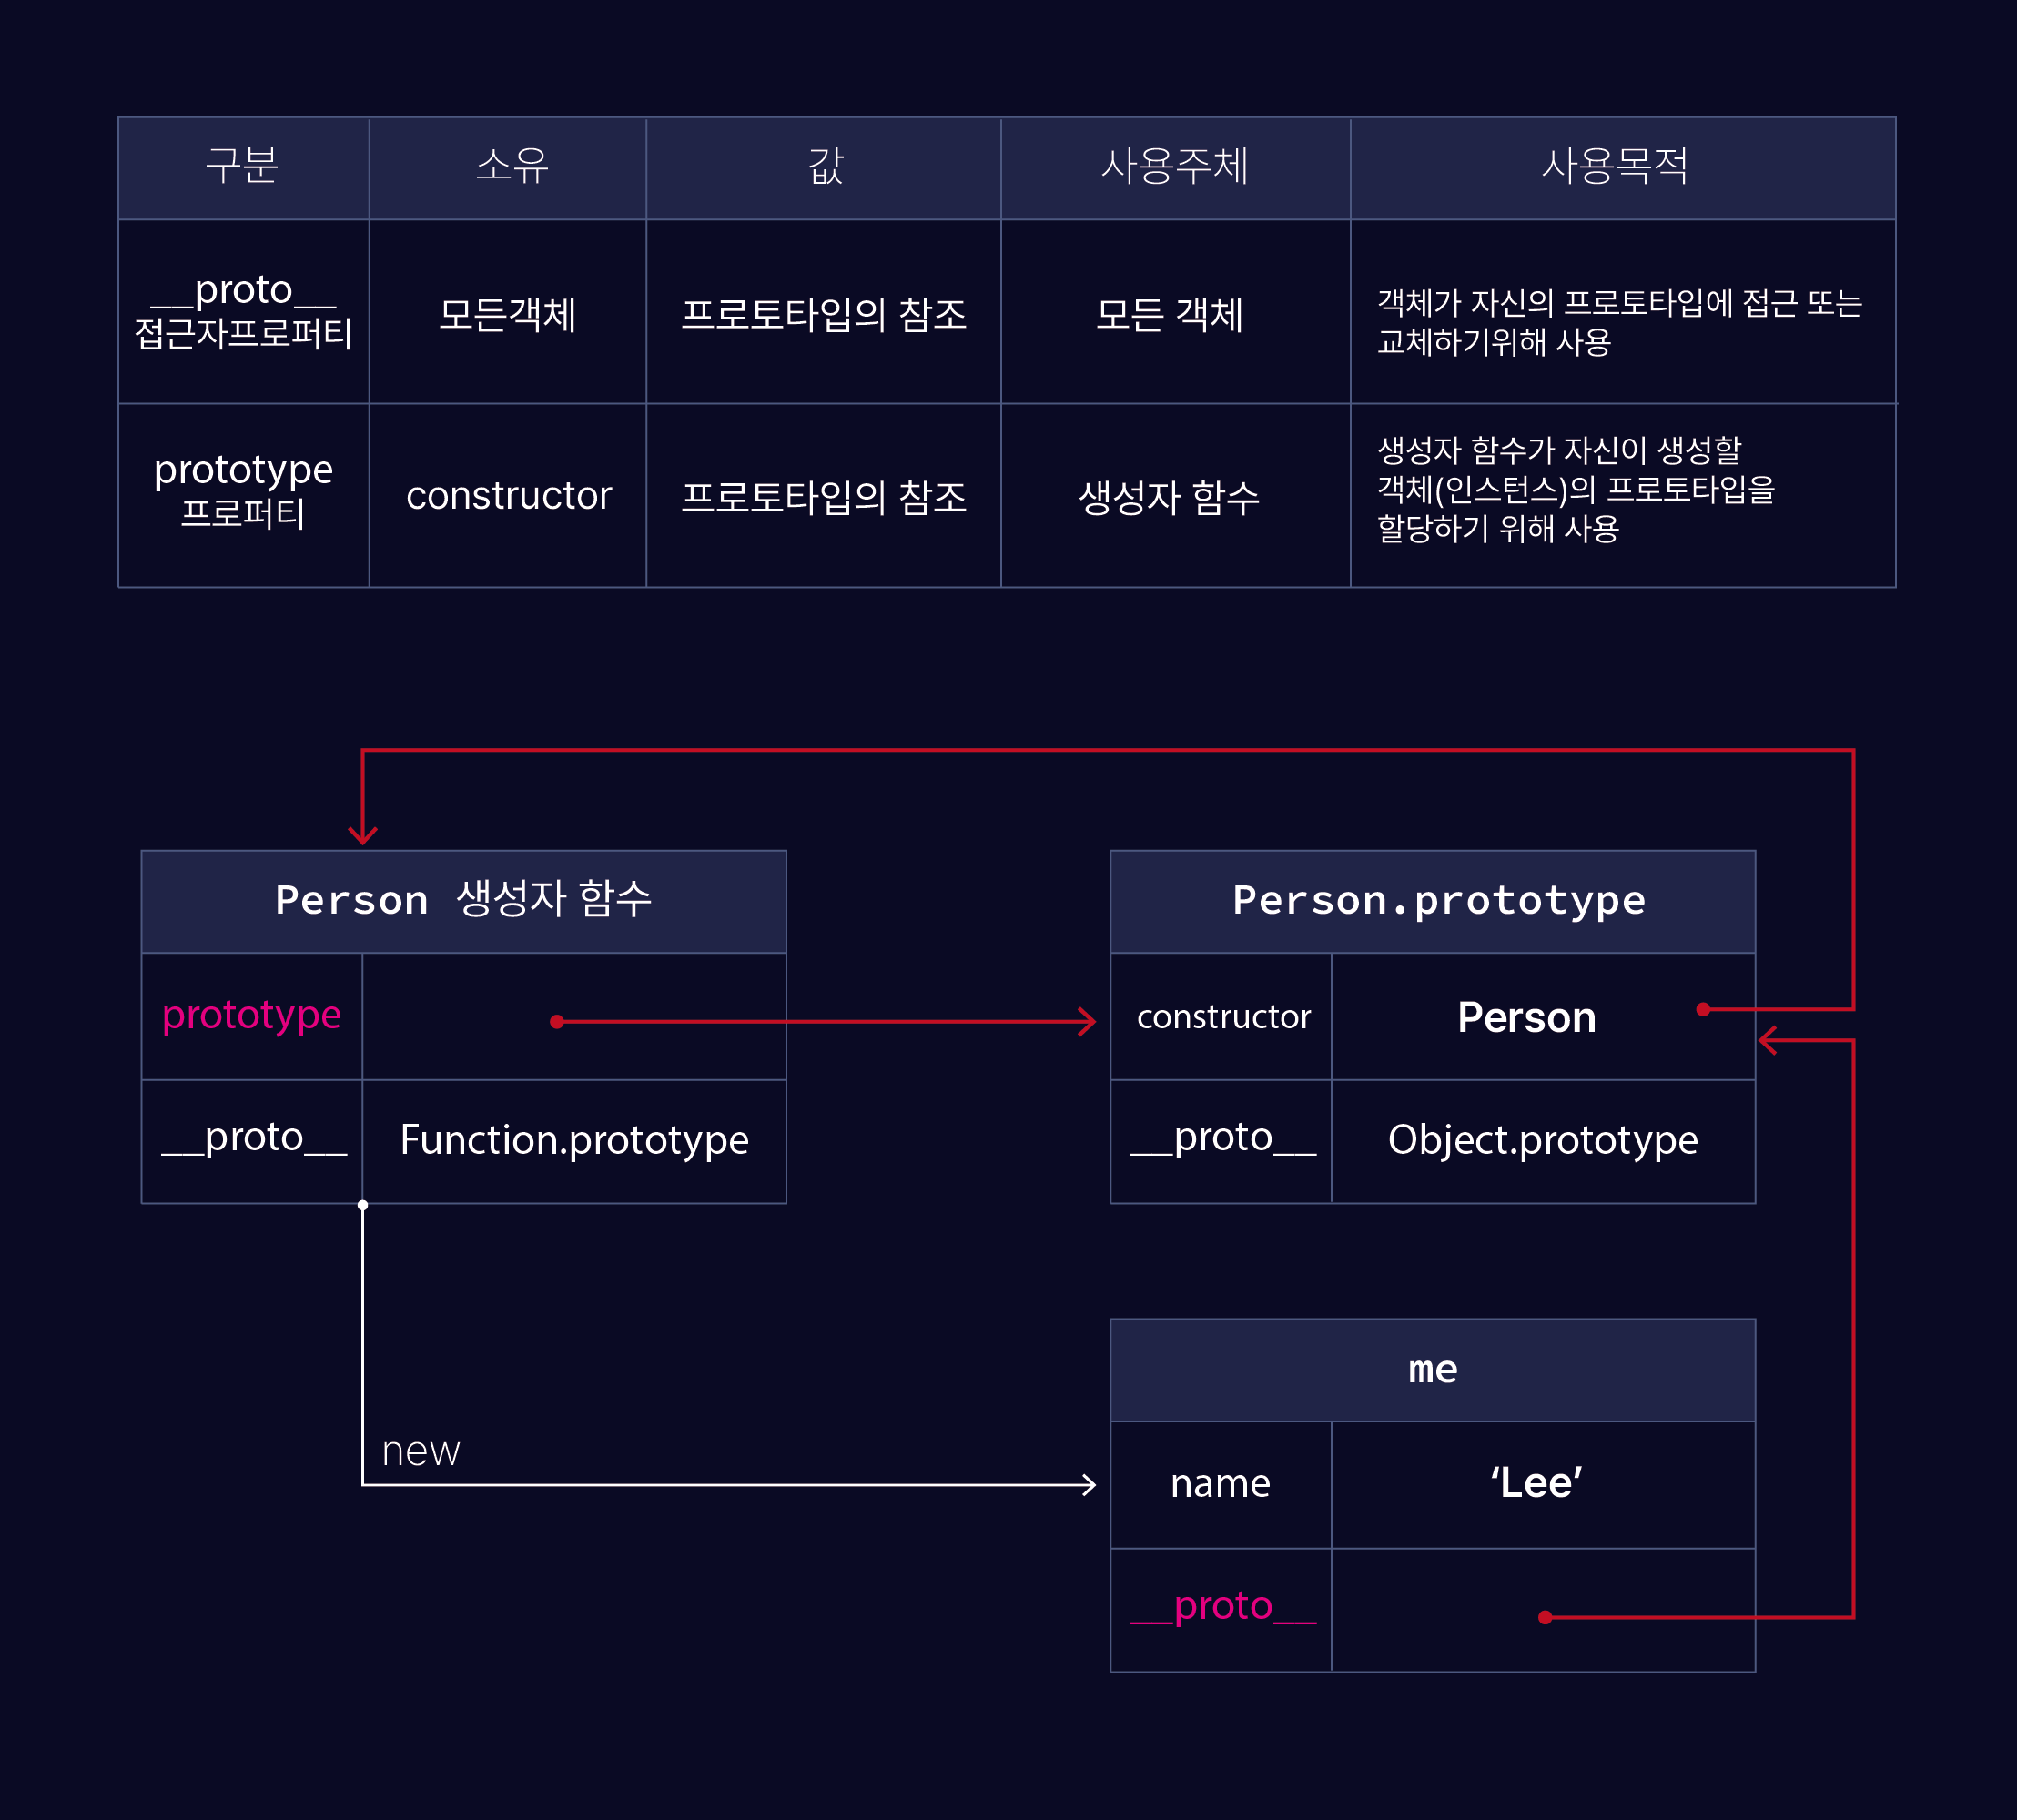 구분
소유
값
사용주체
사용목적
__proto__
접근자프로퍼티
모든객체
프로토타입의 참조
모든 객체
객체가 자신의 프로토타입에 접근 또는
교체하기위해 사용
prototype
프로퍼티
constructor
프로토타입의 참조
생성자 함수
생성자 함수가 자신이 생성할
객체(인스턴스)의 프로토타입을
할당하기 위해 사용
Person 생성자 함수
prototype
__proto__
Function.prototype
Person.prototype
constructor
Person
__proto__
Object.prototype
new
me
name
‘Lee’
__proto__